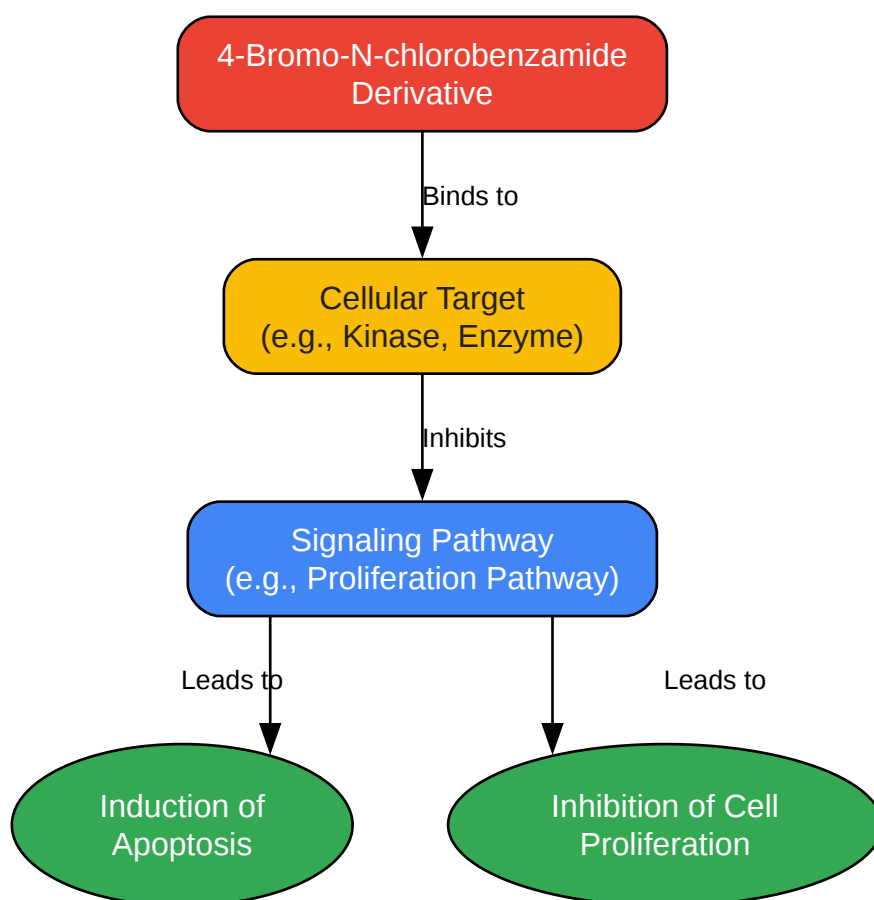 4-Bromo-N-chlorobenzamide
Derivative
Binds to
Cellular Target
(e.g., Kinase, Enzyme)
Inhibits
Signaling Pathway
(e.g., Proliferation Pathway)
Leads to
Leads to
Induction of
Apoptosis
Inhibition of Cell
Proliferation